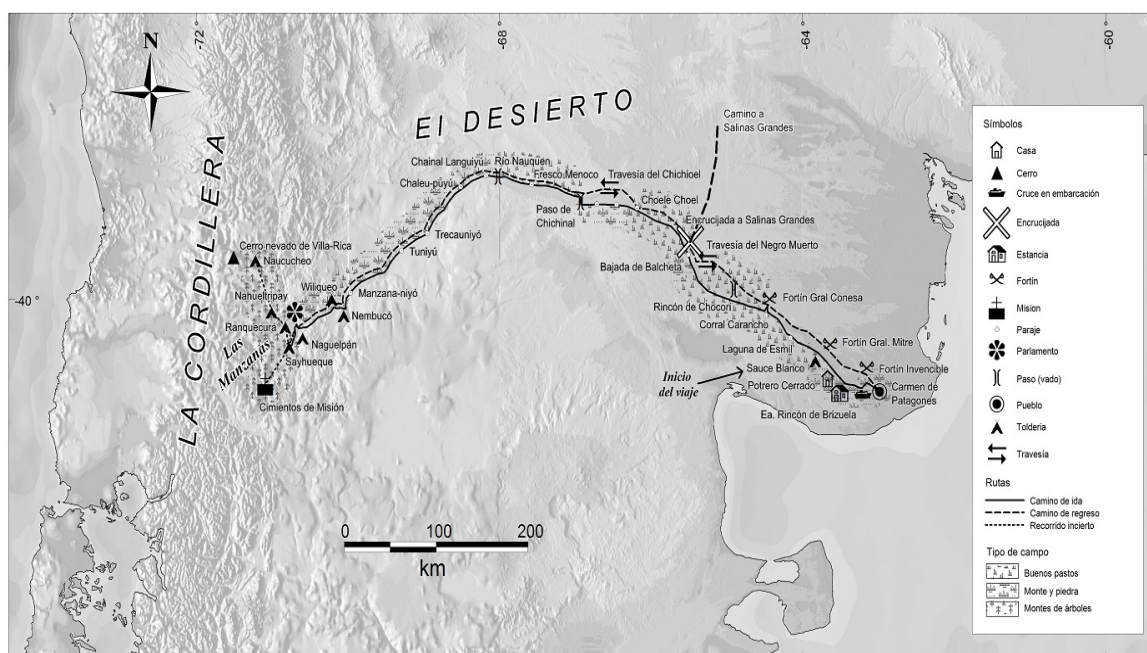 -72
-68
-64
-60
N
El DESIERTO
Camino a
Salinas Grandes
Chainal Languiyú
Río Nauquen
Fresco Menoco
Travesía del Chichioel
Chaleu-puyú
Choele Choel
Paso de
Chichinal
Encrucijada a Salinas Grandes
Trecauniyó
Travesía del Negro Muerto
Tuniyú
Bajada de Balcheta
LA CORDILLERA
Cerro nevado de Villa-Rica
Naucucheo
Wiliqueo
Manzana-niyó
Nahueltripay
-40
Nembucó
Rincón de Chocorí
Fortín Gral Conesa
Ranquecura
Corral Carancho
Las
Manzanas
Naguelpán
Sayhueque
Laguna de Esmil
Fortín Gral. Mitre
Sauce Blanco
Fortín Invencible
Inicio
del viaje
Potrero Cerrado
Carmen de
Patagones
Cimientos de Misión
Ea. Rincón de Brizuela
0 100 200
km
Símbolos
Casa
Cerro
Cruce en embarcación
Encrucijada
Estancia
Fortin
Mision
Paraje
Parlamento
Paso (vado)
Pueblo
Tolderia
Travesía
Rutas
Camino de ida
Camino de regreso
Recorrido incierto
Tipo de campo
Buenos pastos
Monte y piedra
Montes de árboles